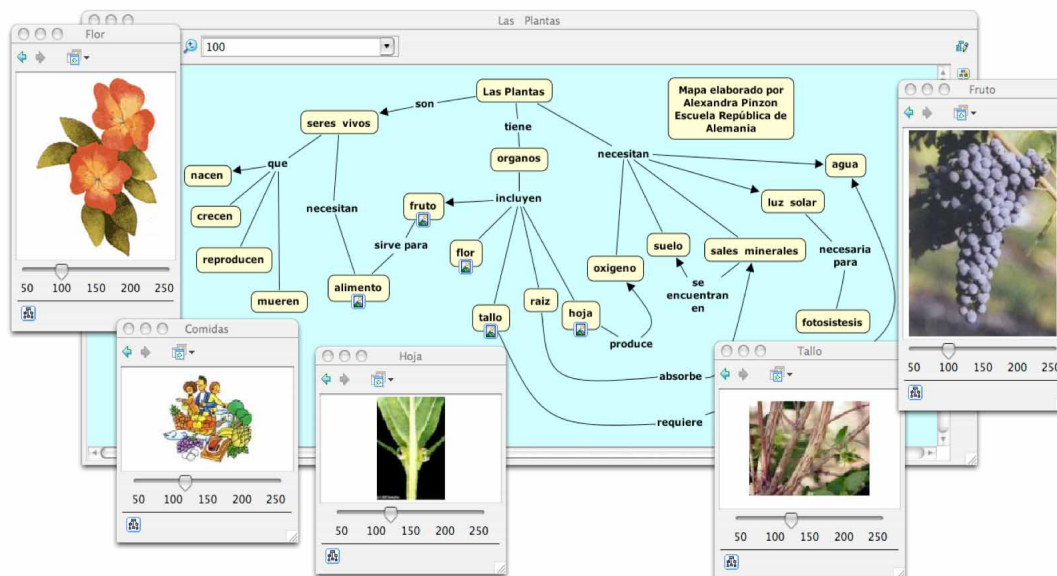 Las Plantas
100
Flor
50 100 150 200 250
Las Plantas
son
seres vivos
tiene
organos
necesitan
Mapa elaborado por
Alexandra Pinzon
Escuela República de
Alemania
que
nacen
crecen
reproducen
mueren
necesitan
alimento
fruto
sirve para
incluyen
flor
tallo
raiz
hoja
produce
oxigeno
suelo
se
encuentran
en
sales minerales
luz solar
agua
necesaria
para
fotosistesis
absorbe
requiere
Fruto
50 100 150 200 250
Comidas
50 100 150 200 250
Hoja
50 100 150 200 250
Tallo
50 100 150 200 250